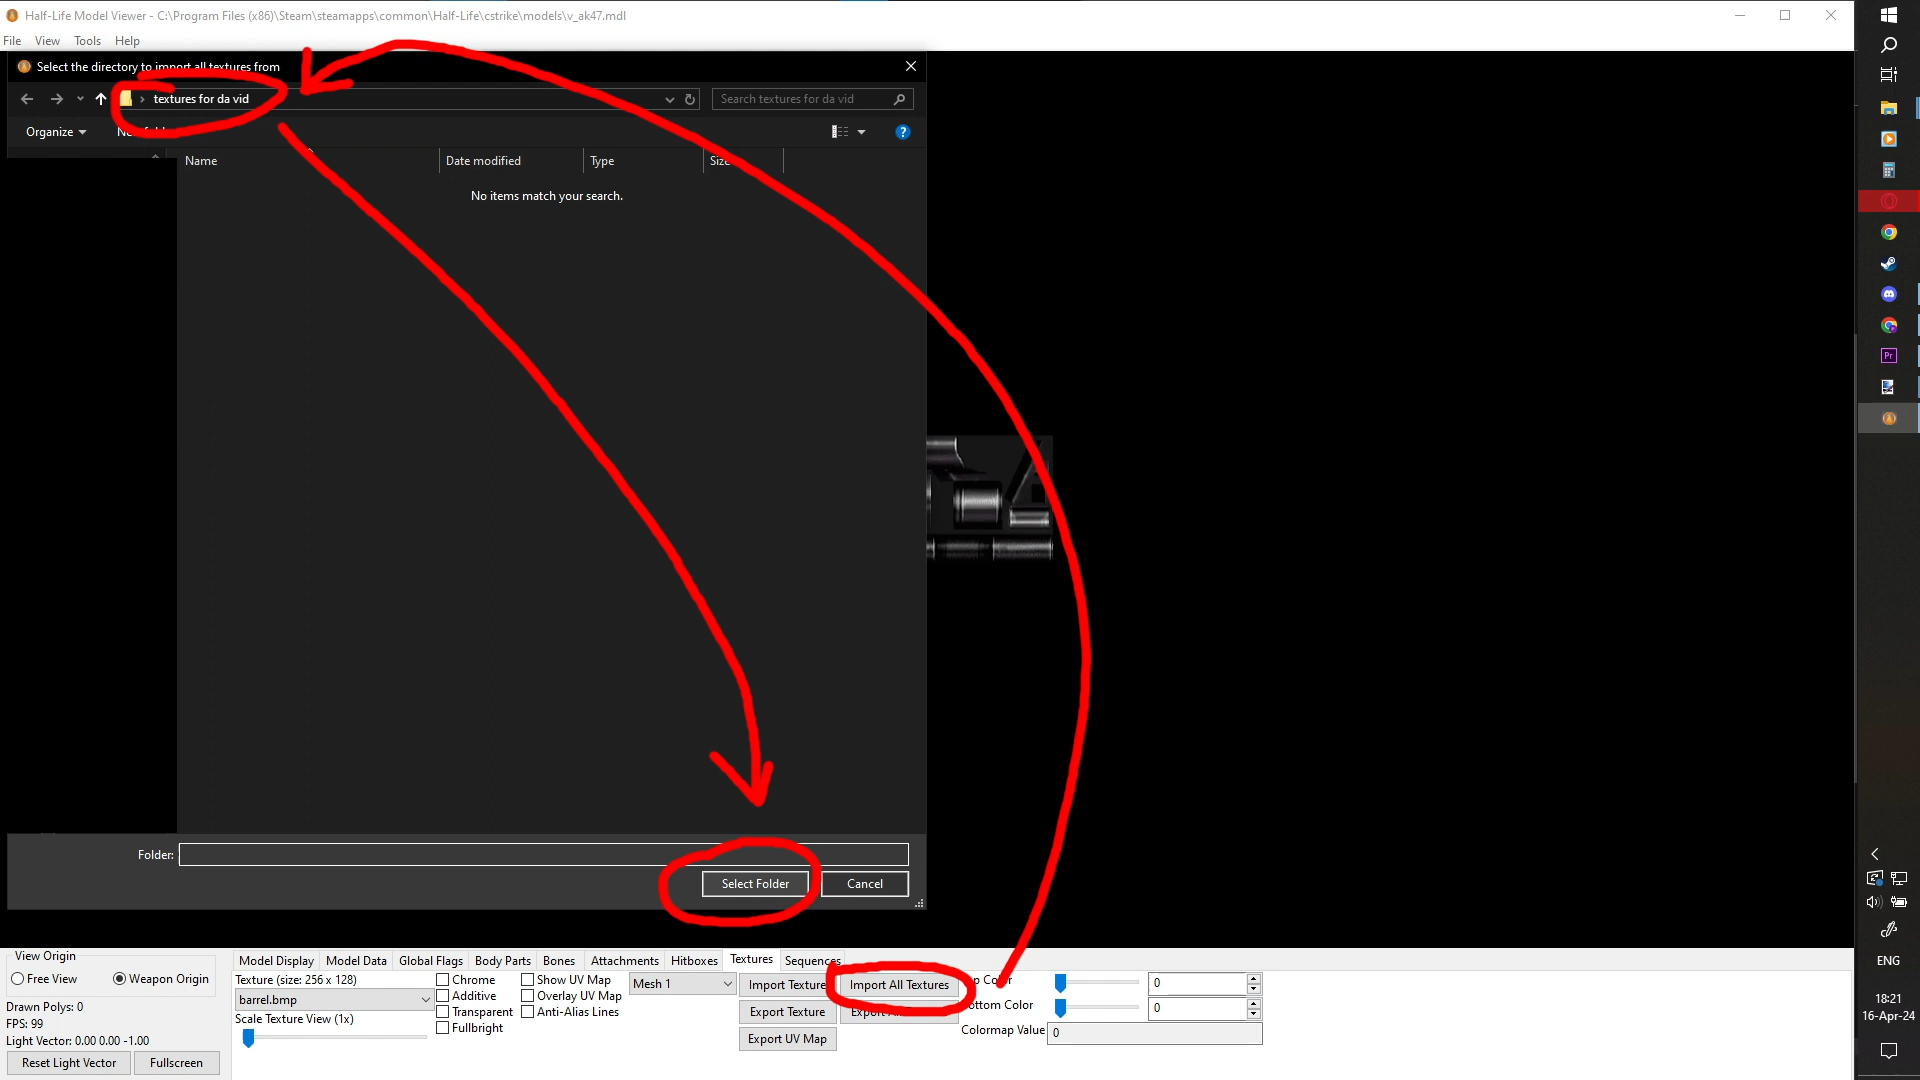 Half-Life Model Viewer - C:\Program Files (x86)\Steam\steamapps\common\Half-Life\cstrike\models\v_ak47.mdl
File View Tools Help
Select the directory to import all textures from
textures for da vid
Search textures for da vid
Organize
Name Date modified Type Size
No items match your search.
Folder:
Select Folder Cancel
View Origin
Free View Weapon Origin
Drawn Polys: 0
FPS: 99
Light Vector: 0.00 0.00 -1.00
Reset Light Vector Fullscreen
Model Display Model Data Global Flags Body Parts Bones Attachments Hitboxes Textures Sequences
Texture (size: 256 x 128)
barrel.bmp
Scale Texture View (1x)
Chrome
Additive
Transparent
Fullbright
Show UV Map
Overlay UV Map
Anti-Alias Lines
Mesh 1
Import Texture Import All Textures
Export Texture
Export UV Map
Color 0
Color 0
Colormap Value 0
Pr
ENG
18:21
16-Apr-24